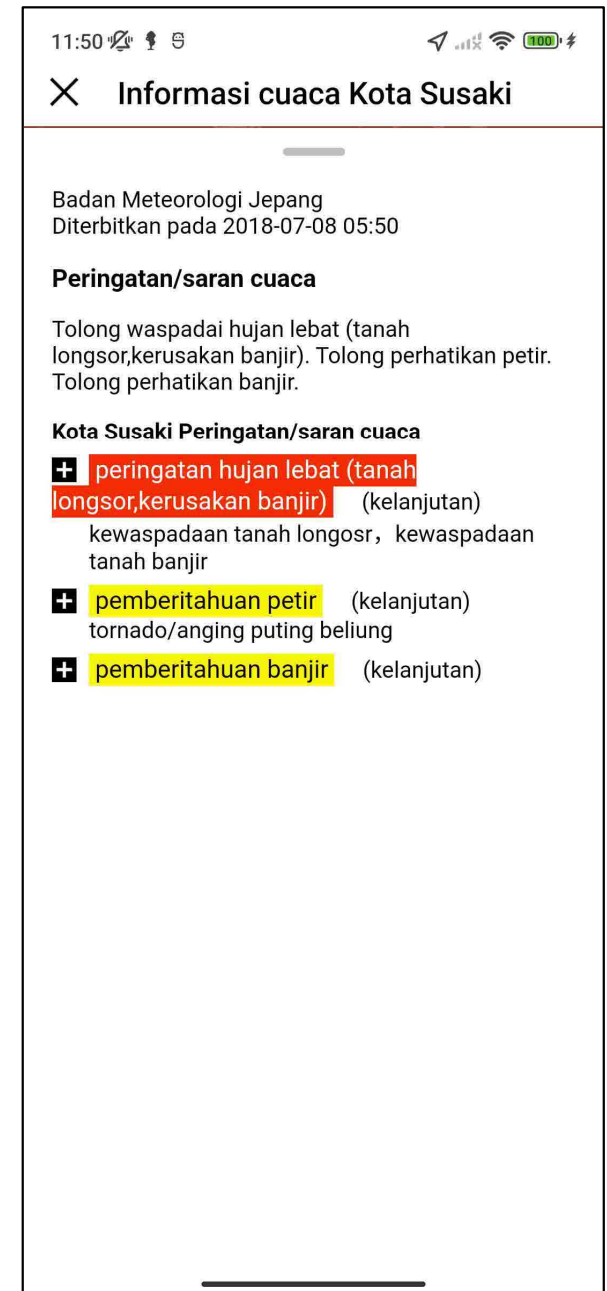 11:50
100
Informasi cuaca Kota Susaki
Badan Meteorologi Jepang
Diterbitkan pada 2018-07-08 05:50
Peringatan/saran cuaca
Tolong waspadai hujan lebat (tanah
longsor,kerusakan banjir). Tolong perhatikan petir.
Tolong perhatikan banjir.
Kota Susaki Peringatan/saran cuaca
peringatan hujan lebat (tanah
longsor,kerusakan banjir) (kelanjutan)
kewaspadaan tanah longosr，kewaspadaan
tanah banjir
pemberitahuan petir (kelanjutan)
tornado/anging puting beliung
pemberitahuan banjir (kelanjutan)